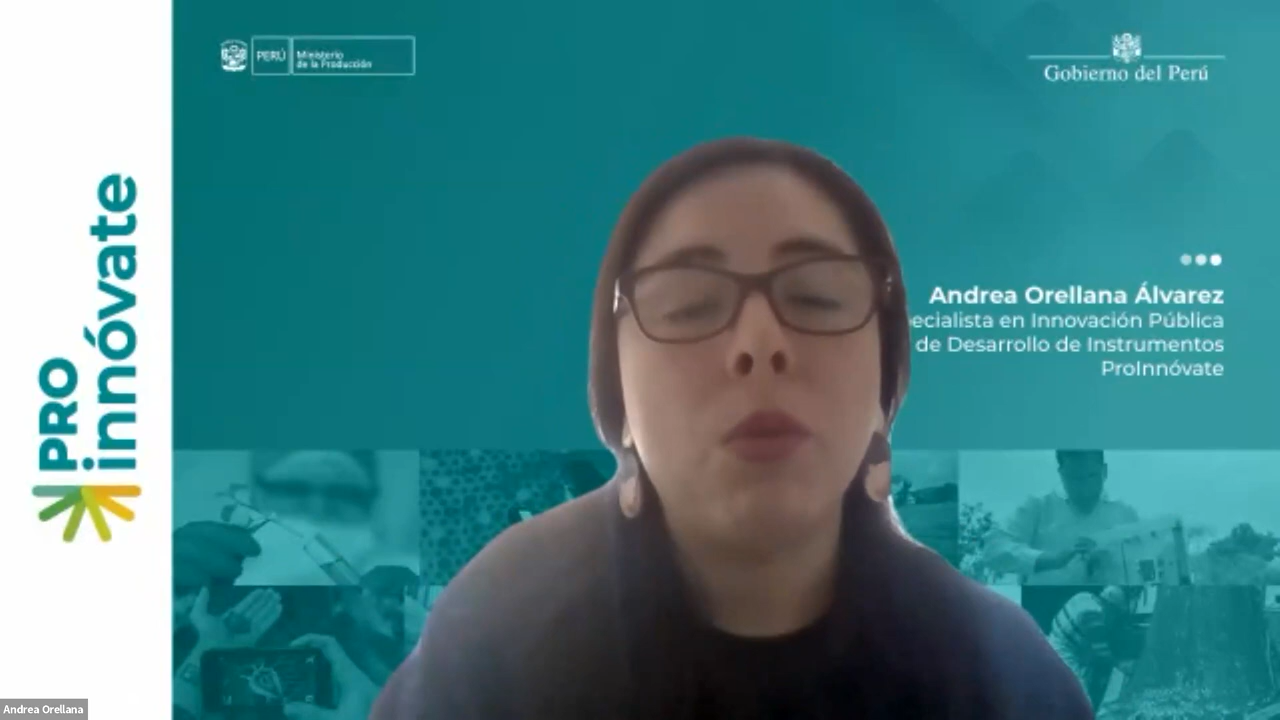 PERÚ
Ministerio
de la Producción
Gobierno del Perú
PRO
innóvate
Andrea Orellana Álvarez
ecialista en Innovación Pública
de Desarrollo de Instrumentos
ProInnóvate
Andrea Orellana